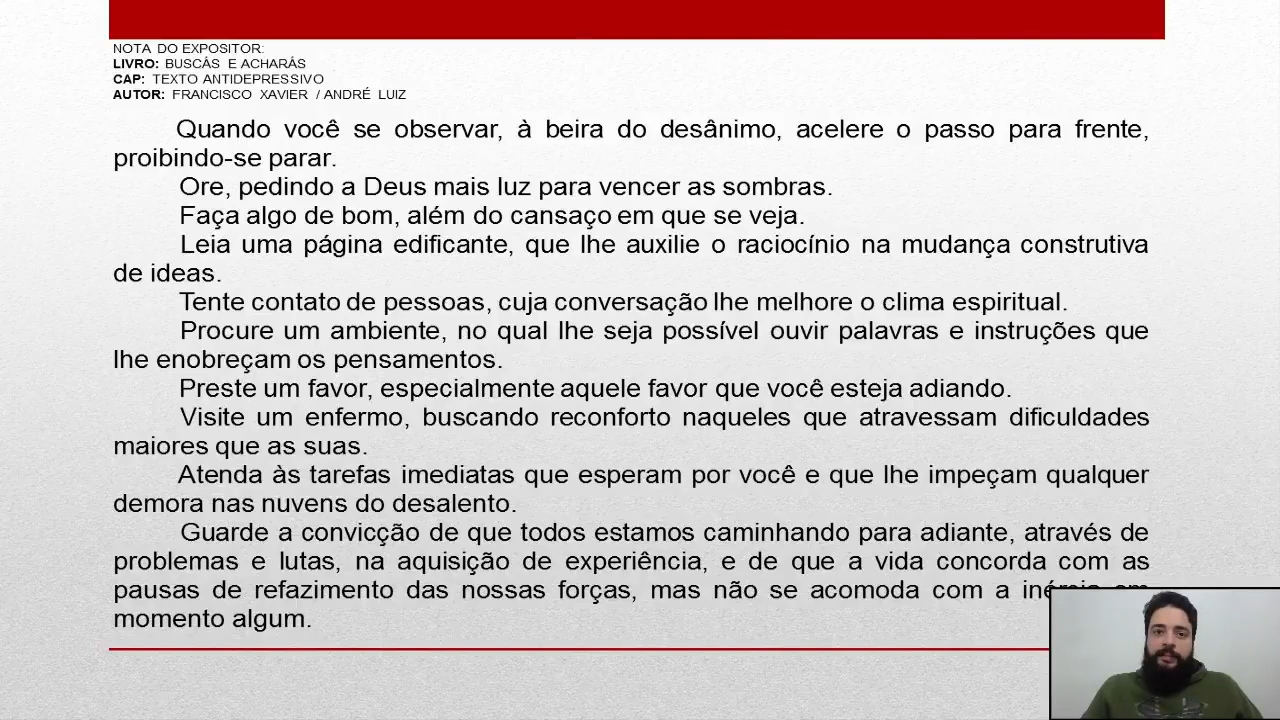 NOTA DO EXPOSITOR:
LIVRO: BUSCÁS E ACHARÁS
CAP: TEXTO ANTIDEPRESSIVO
AUTOR: FRANCISCO XAVIER / ANDRÉ LUIZ
Quando você se observar, à beira do desânimo, acelere o passo para frente,
proibindo-se parar.
Ore, pedindo a Deus mais luz para vencer as sombras.
Faça algo de bom, além do cansaço em que se veja.
Leia uma página edificante, que lhe auxilie o raciocínio na mudança construtiva
de ideas.
Tente contato de pessoas, cuja conversação lhe melhore o clima espiritual.
Procure um ambiente, no qual lhe seja possível ouvir palavras e instruções que
lhe enobreçam os pensamentos.
Preste um favor, especialmente aquele favor que você esteja adiando.
Visite um enfermo, buscando reconforto naqueles que atravessam dificuldades
maiores que as suas.
Atenda às tarefas imediatas que esperam por você e que lhe impeçam qualquer
demora nas nuvens do desalento.
Guarde a convicção de que todos estamos caminhando para adiante, através de
problemas e lutas, na aquisição de experiência, e de que a vida concorda com as
pausas de refazimento das nossas forças, mas não se acomoda com a inércia em
momento algum.